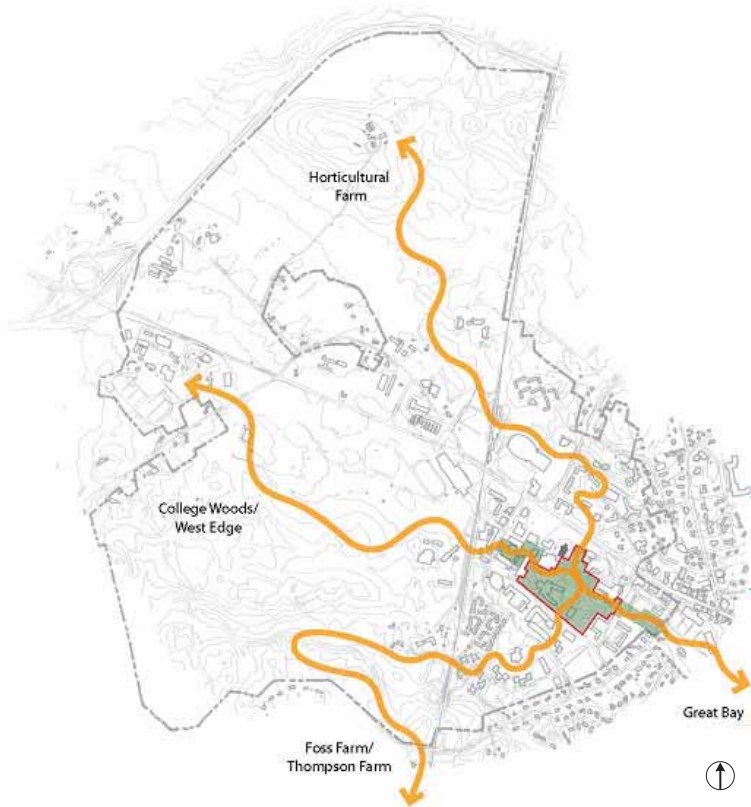 Horticultural
Farm
College Woods/
West Edge
Great Bay
Foss Farm/
Thompson Farm